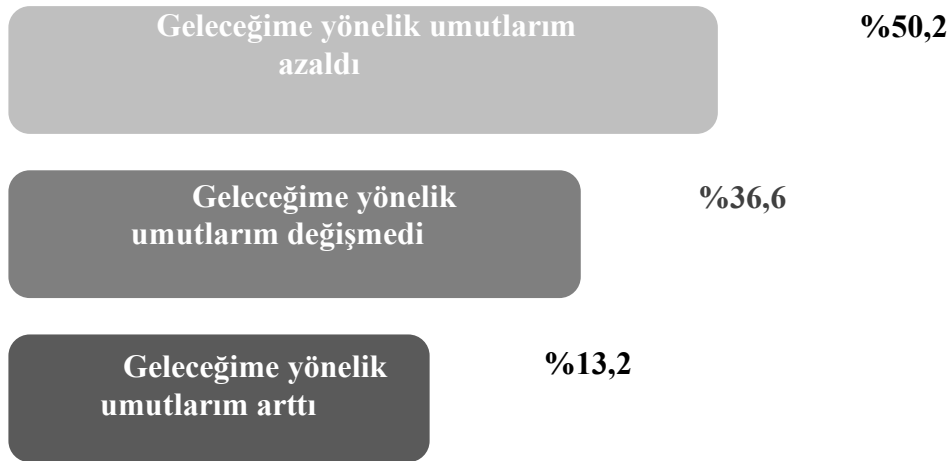 Geleceğime yönelik umutlarım
azaldı
%50,2
Geleceğime yönelik
umutlarım değişmedi
%36,6
Geleceğime yönelik
umutlarım arttı
%13,2